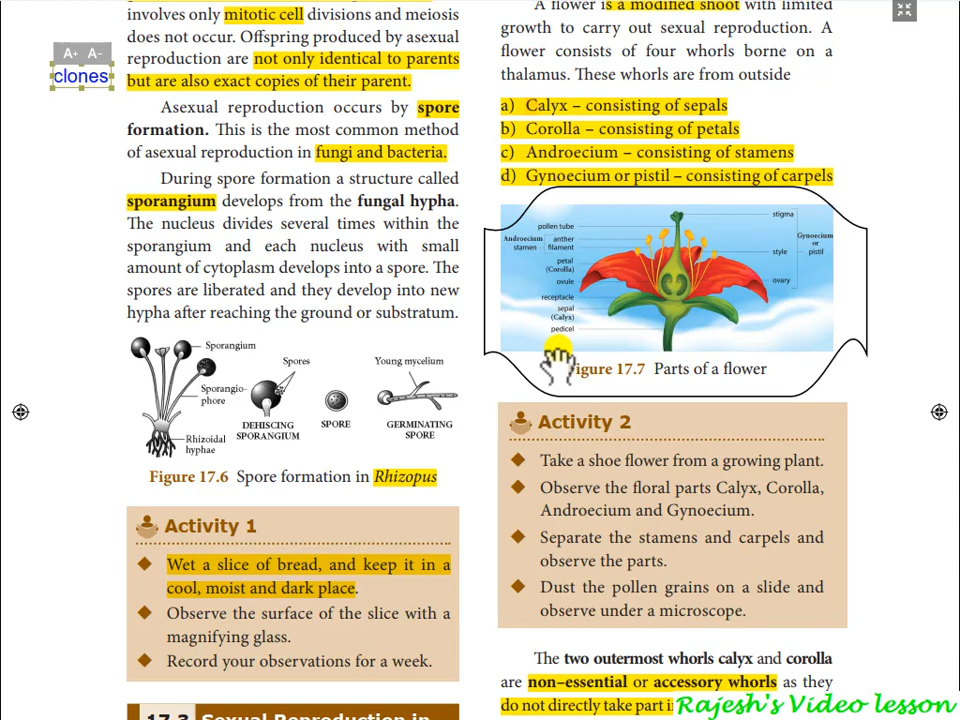 involves only mitotic cell divisions and meiosis
does not occur. Offspring produced by asexual
reproduction are not only identical to parents
but are also exact copies of their parent.
A+ A-
clones
Asexual reproduction occurs by spore
formation. This is the most common method
of asexual reproduction in fungi and bacteria.
During spore formation a structure called
sporangium develops from the fungal hypha.
The nucleus divides several times within the
sporangium and each nucleus with small
amount of cytoplasm develops into a spore. The
spores are liberated and they develop into new
hypha after reaching the ground or substratum.
Sporangium
Spores
Young mycelium
Sporangio-
phore
Rhizoidal
hyphae
DEHISCING
SPORANGIUM
SPORE
GERMINATING
SPORE
Figure 17.6 Spore formation in Rhizopus
Activity 1
Wet a slice of bread, and keep it in a
cool, moist and dark place.
Observe the surface of the slice with a
magnifying glass.
Record your observations for a week.
17.3 Sexual Reproduction in
A flower is a modified shoot with limited
growth to carry out sexual reproduction. A
flower consists of four whorls borne on a
thalamus. These whorls are from outside
a) Calyx – consisting of sepals
b) Corolla – consisting of petals
c) Androecium – consisting of stamens
d) Gynoecium or pistil – consisting of carpels
pollen tube
Androecium
stamen
anther
filament
petal
(Corolla)
ovule
receptacle
sepal
(Calyx)
pedicel
stigma
Gynoecium
or
pistil
style
ovary
igure 17.7 Parts of a flower
Activity 2
Take a shoe flower from a growing plant.
Observe the floral parts Calyx, Corolla,
Androecium and Gynoecium.
Separate the stamens and carpels and
observe the parts.
Dust the pollen grains on a slide and
observe under a microscope.
The two outermost whorls calyx and corolla
are non–essential or accessory whorls as they
do not directly take part i
Rajesh's Video lesson